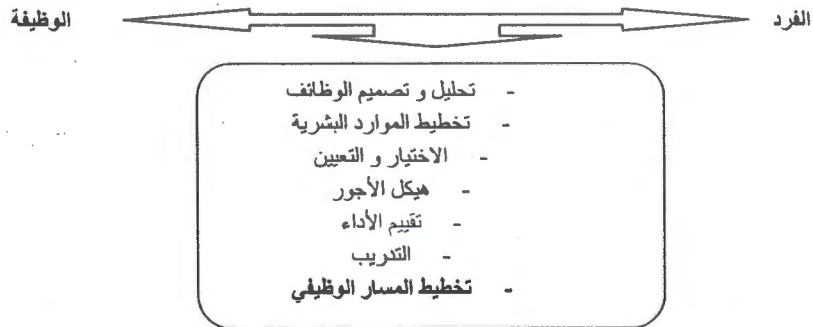 الفرد
الوظيفة
- تحليل و تصميم الوظائف
- تخطيط الموارد البشرية
- الاختيار و التعيين
- هيكل الأجور
- تقييم الأداء
- التدريب
- تخطيط المسار الوظيفي